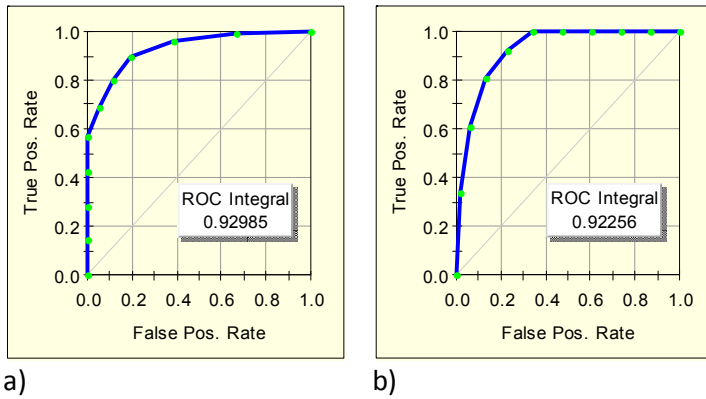 1.0
0.8
0.6
0.4
0.2
0.0
True Pos. Rate
ROC Integral
0.92985
0.0 0.2 0.4 0.6 0.8 1.0
False Pos. Rate
a)
1.0
0.8
0.6
0.4
0.2
0.0
True Pos. Rate
ROC Integral
0.92256
0.0 0.2 0.4 0.6 0.8 1.0
False Pos. Rate
b)